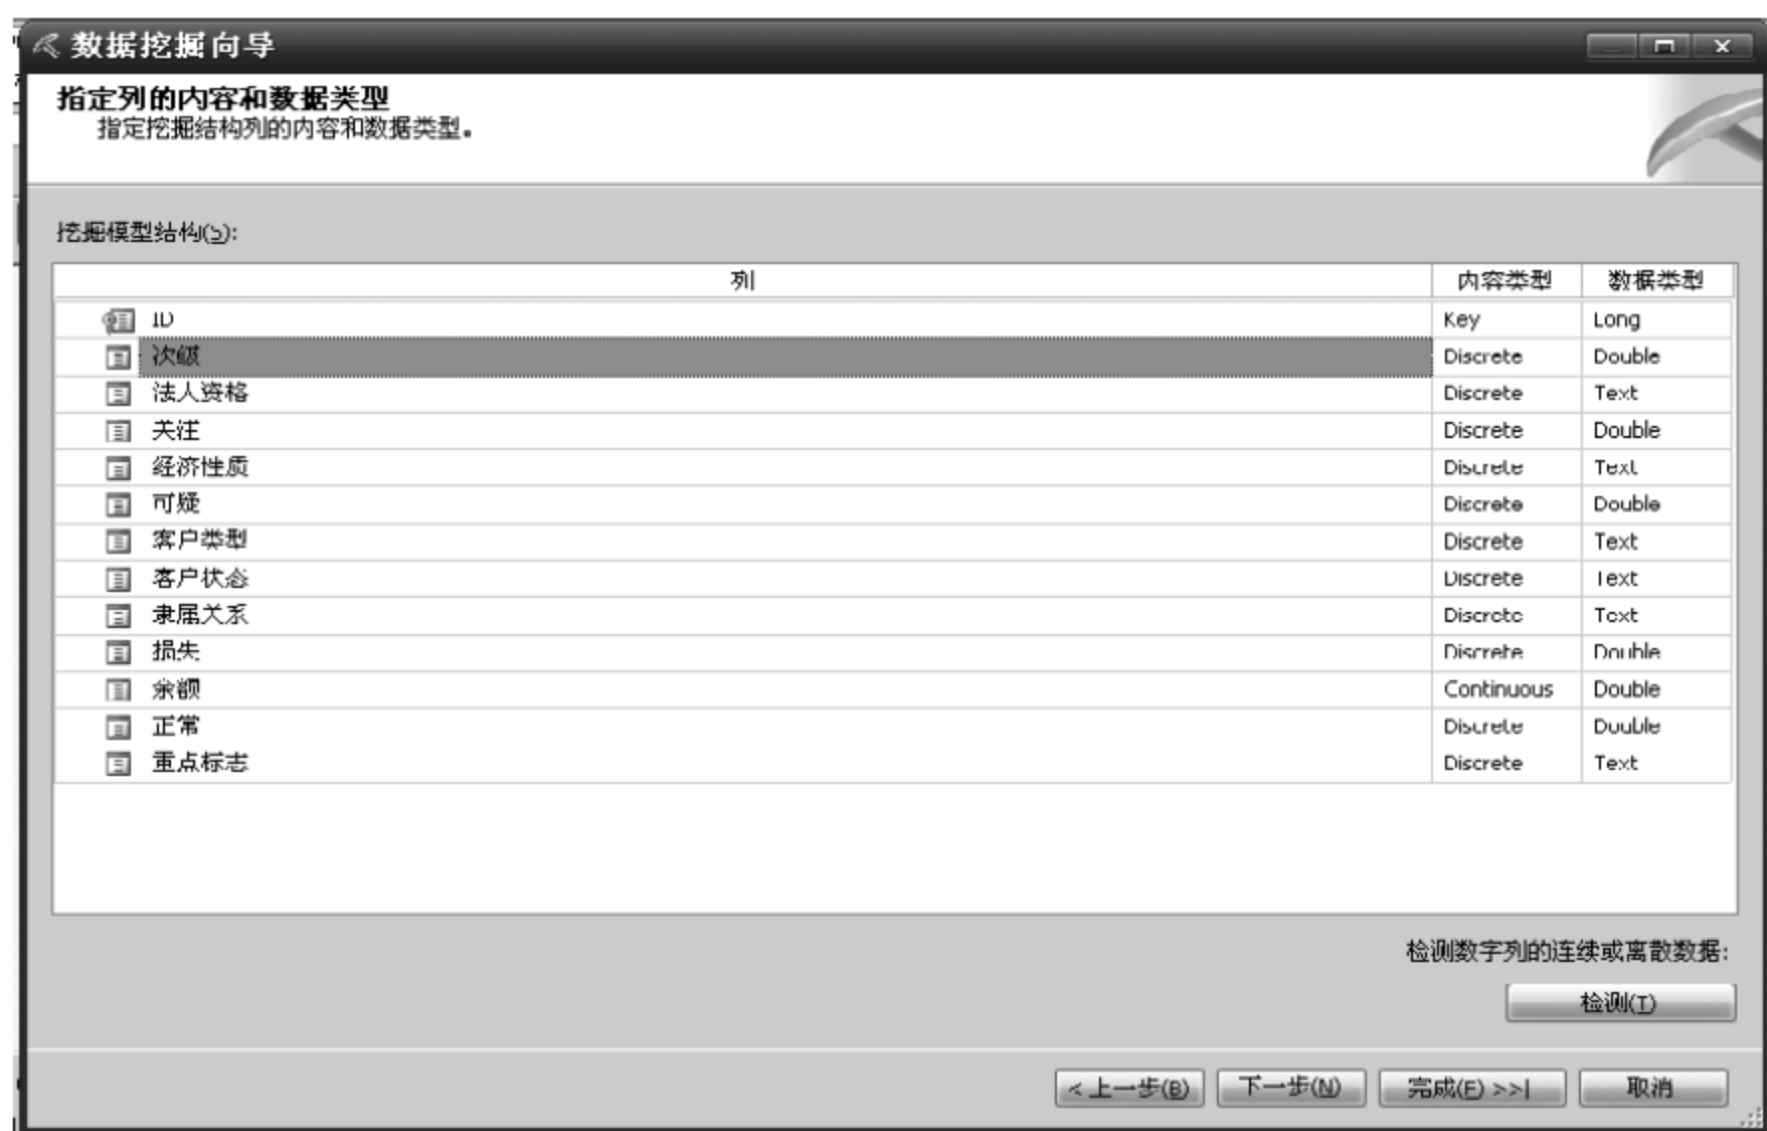 数据挖掘向导
指定列的内容和数据类型
指定挖掘结构列的内容和数据类型。
挖掘模型结构(S):
列 内容类型 数据类型
ID Key Long
次级 Discrete Double
法人资格 Discrete Text
关注 Discrete Double
经济性质 Discrete Text
可疑 Discrete Double
客户类型 Discrete Text
客户状态 Discrete Text
隶属关系 Discrete Text
损失 Discrete Double
余额 Continuous Double
正常 Discrete Double
重点标志 Discrete Text
检测数字列的连续或离散数据:
检测(T)
<上一步(B) 下一步(N) 完成(F) >>| 取消